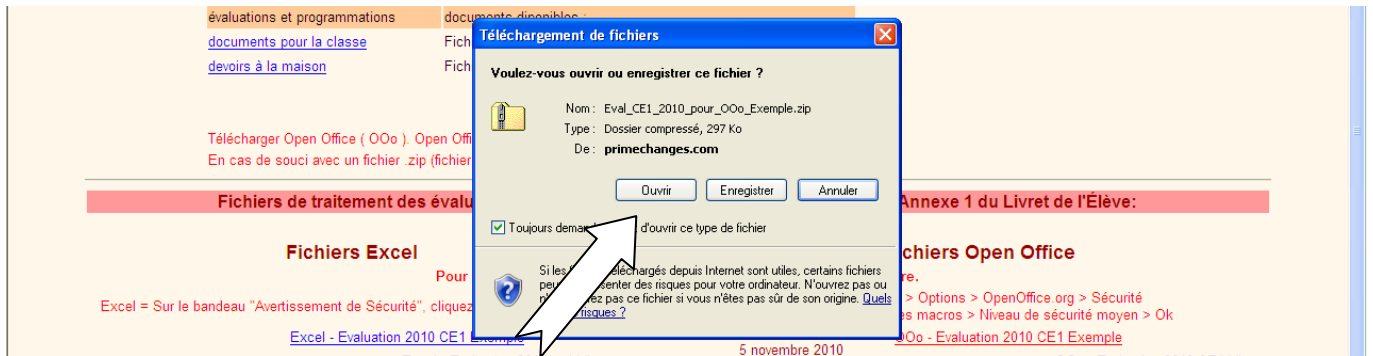 évaluations et programmations
documents diponibles :
documents pour la classe
Fich
devoirs à la maison
Fich
Télécharger Open Office ( OOo ). Open Offi
En cas de souci avec un fichier .zip (fichier
Téléchargement de fichiers
Voulez-vous ouvrir ou enregistrer ce fichier ?
Nom : Eval_CE1_2010_pour_OOo_Exemple.zip
Type : Dossier compressé, 297 Ko
De : primechanges.com
Ouvrir
Enregistrer
Annuler
Toujours d'ouvrir ce type de fichier
Si les téléchargés depuis Internet sont utiles, certains fichiers
présenter des risques pour votre ordinateur. N'ouvrez pas ou
pas ce fichier si vous n'êtes pas sûr de son origine. Quels
risques ?
Fichiers de traitement des évalu
Annexe 1 du Livret de l'Élève:
Fichiers Excel
chiers Open Office
Pour
re.
Excel = Sur le bandeau "Avertissement de Sécurité", cliquez
> Options > OpenOffice.org > Sécurité
es macros > Niveau de sécurité moyen > Ok
Excel - Evaluation 2010 CE1 Exemple
OOo - Evaluation 2010 CE1 Exemple
5 novembre 2010